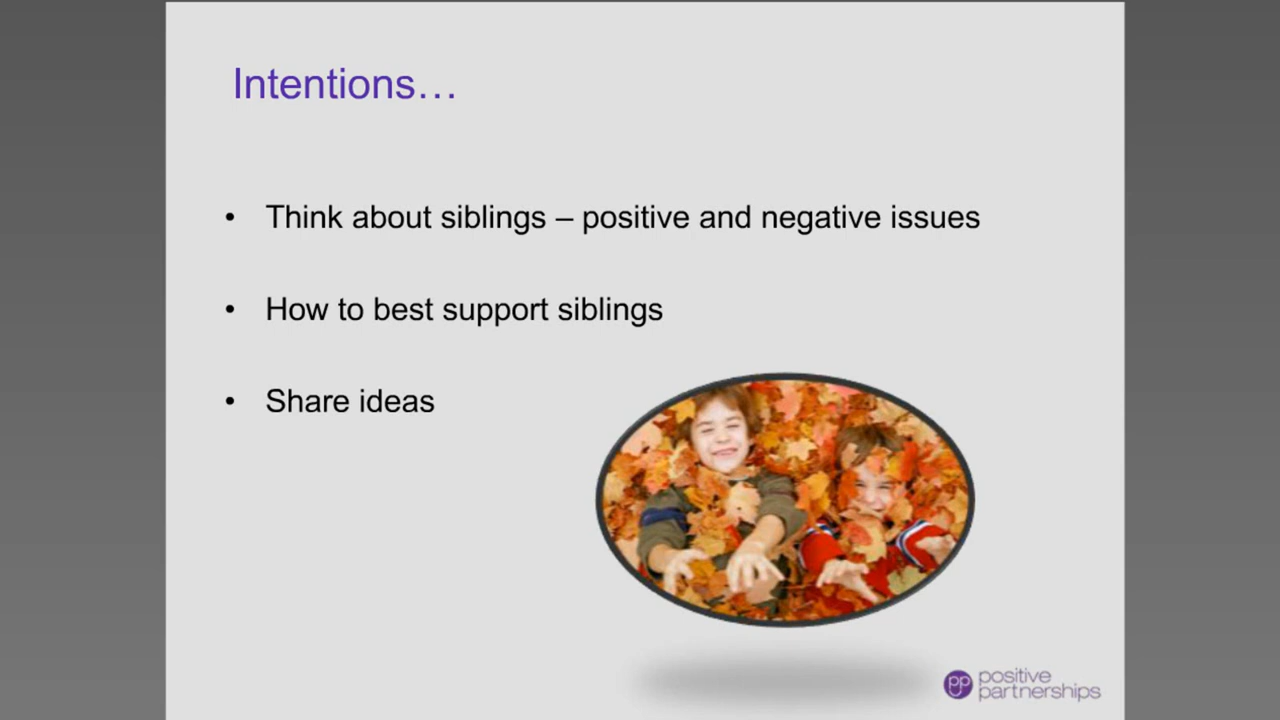 Intentions…
• Think about siblings – positive and negative issues
• How to best support siblings
• Share ideas
pp
positive
partnerships